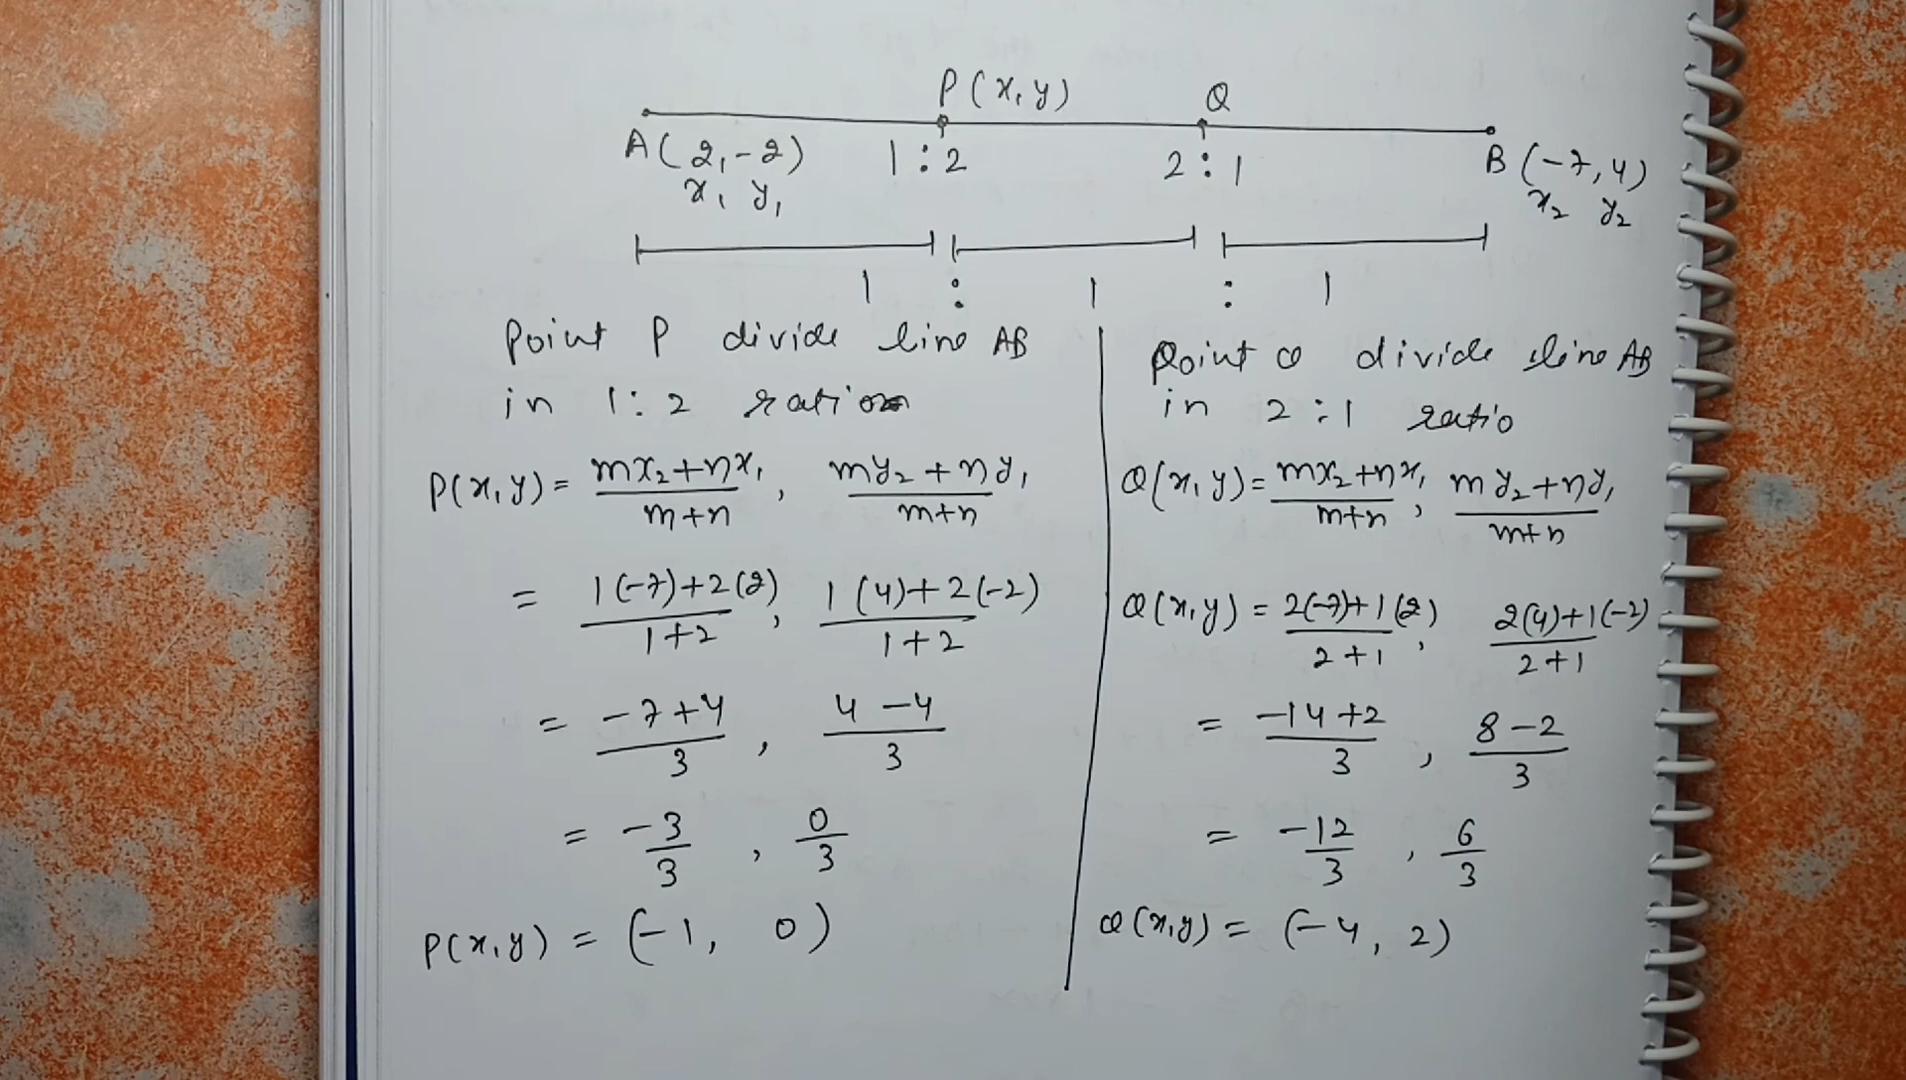 P(x,y) Q
A(2,-2) 1:2 2:1 B(-7,4)
x₁ y₁ x₂ y₂
1 : 1 : 1
Point P divide line AB
in 1:2 ration
P(x,y) = mx₂+nx₁/m+n , my₂+ny₁/m+n
= 1(-7)+2(2)/1+2 , 1(4)+2(-2)/1+2
= -7+4/3 , 4-4/3
= -3/3 , 0/3
P(x,y) = (-1, 0)
Point Q divide line AB
in 2:1 ratio
Q(x,y) = mx₂+nx₁/m+n , my₂+ny₁/m+n
Q(x,y) = 2(-7)+1(2)/2+1 , 2(4)+1(-2)/2+1
= -14+2/3 , 8-2/3
= -12/3 , 6/3
Q(x,y) = (-4, 2)